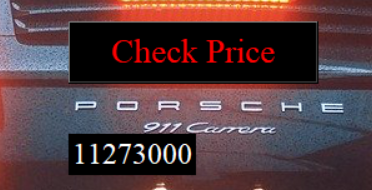 Check Price
PORSCHE
911 Carrera
11273000